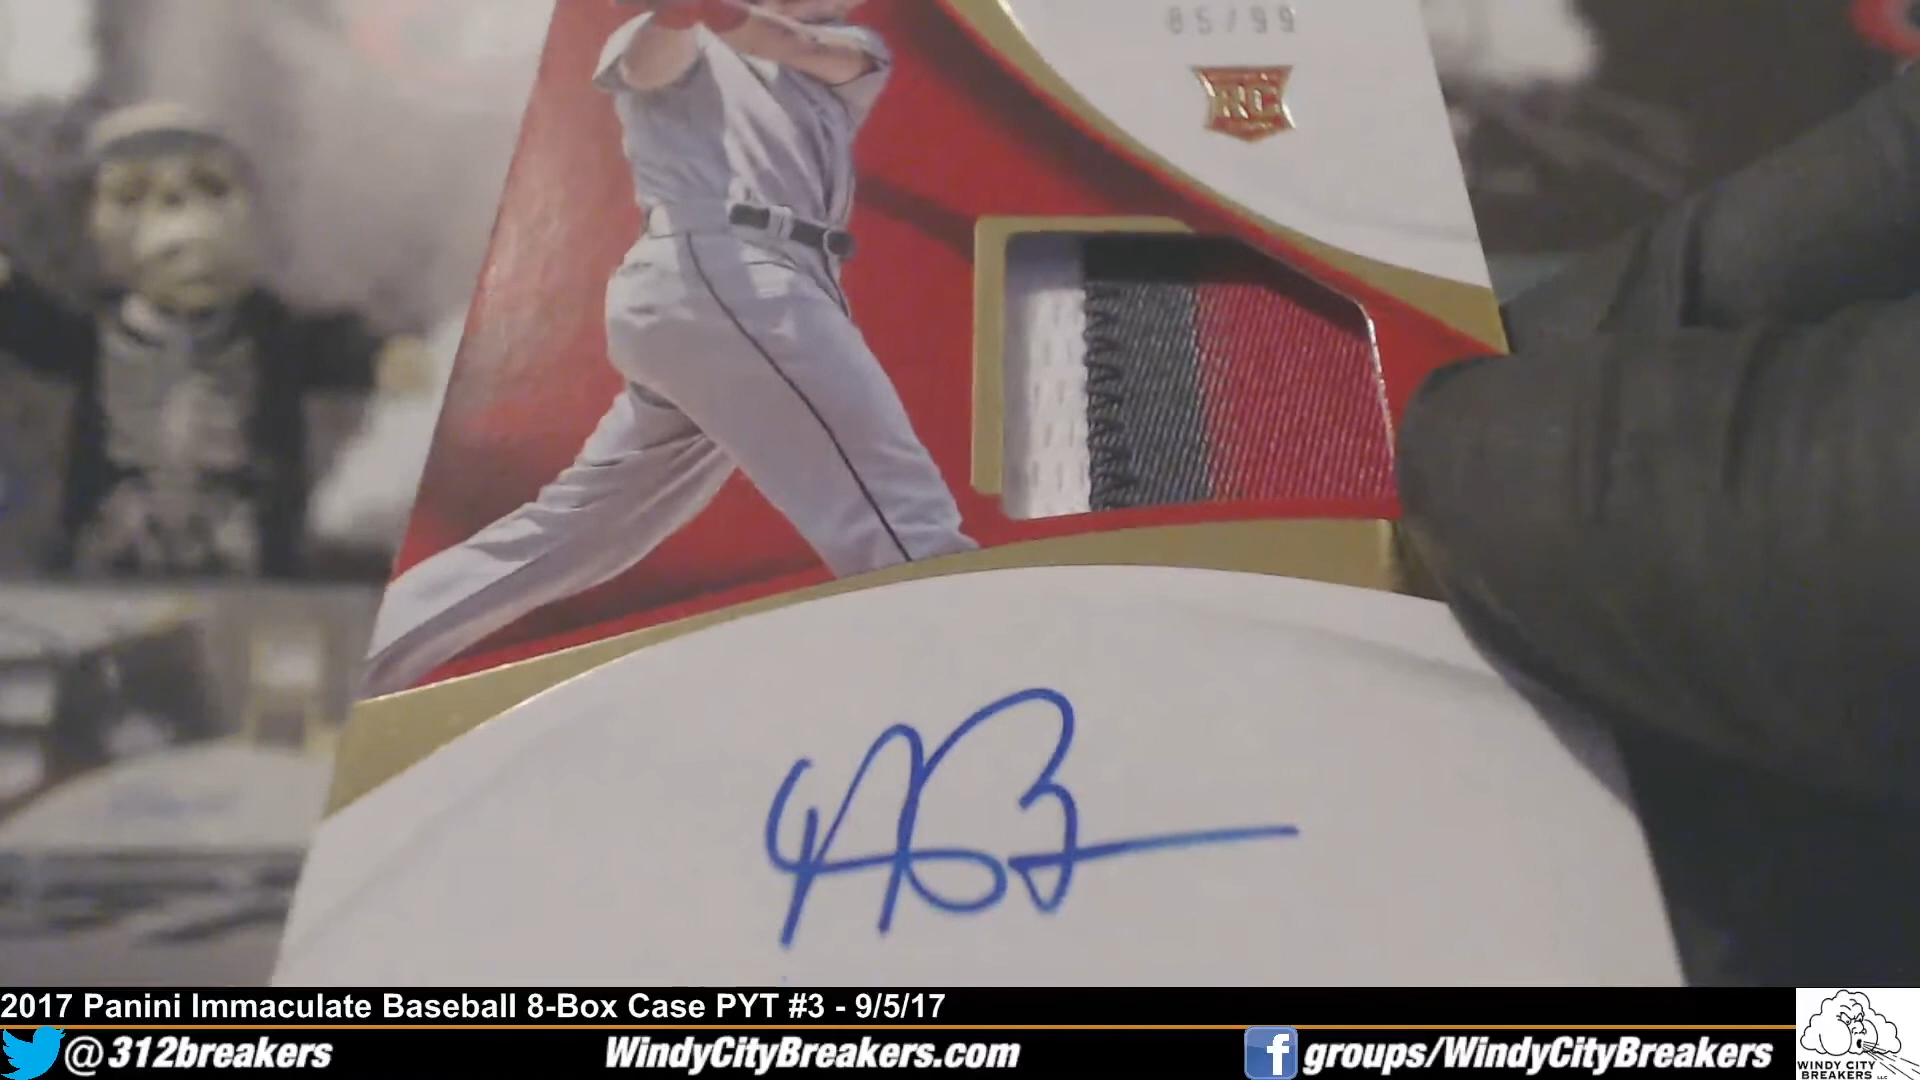 85/99
RC
2017 Panini Immaculate Baseball 8-Box Case PYT #3 - 9/5/17
@312breakers
WindyCityBreakers.com
f groups/WindyCityBreakers
WINDY CITY
BREAKERS LLC